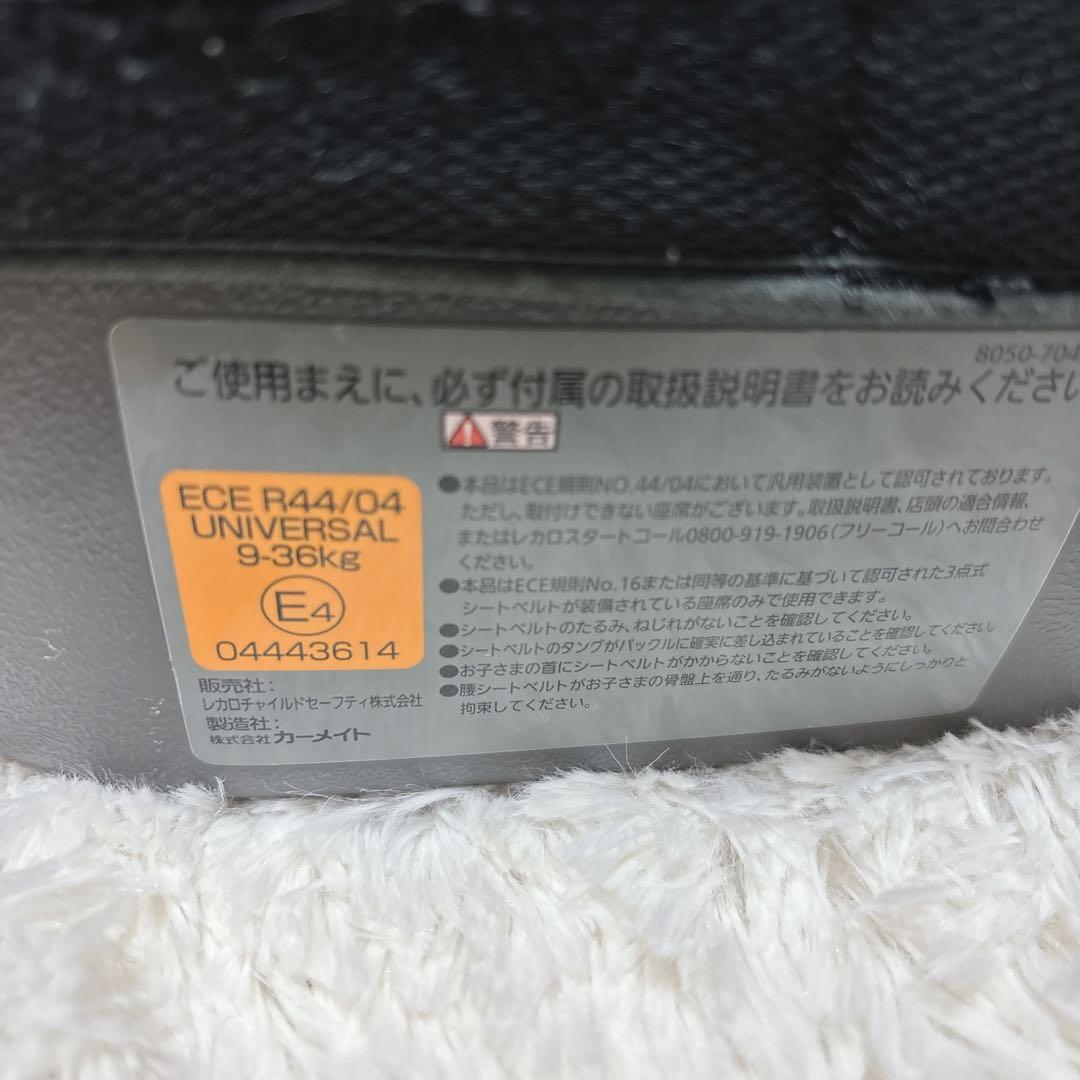 8050-704
ご使用まえに、必ず付属の取扱説明書をお読みください
警告
ECE R44/04
UNIVERSAL
9-36kg
E4
04443614
販売社：
レカロチャイルドセーフティ株式会社
製造社：
株式会社 カーメイト
●本品はECE規則NO.44/04において汎用装置として認可されております。
ただし、取付けできない座席がございます。取扱説明書、店頭の適合情報、
またはレカロスタートコール0800-919-1906（フリーコール）へお問合わせ
ください。
●本品はECE規則No.16または同等の基準に基づいて認可された3点式
シートベルトが装備されている座席のみで使用できます。
●シートベルトのたるみ、ねじれがないことを確認してください。
●シートベルトのタングがバックルに確実に差し込まれていることを確認してください。
●お子さまの首にシートベルトがかからないことを確認してください。
●腰シートベルトがお子さまの骨盤上を通り、たるみがないようにしっかりと
拘束してください。